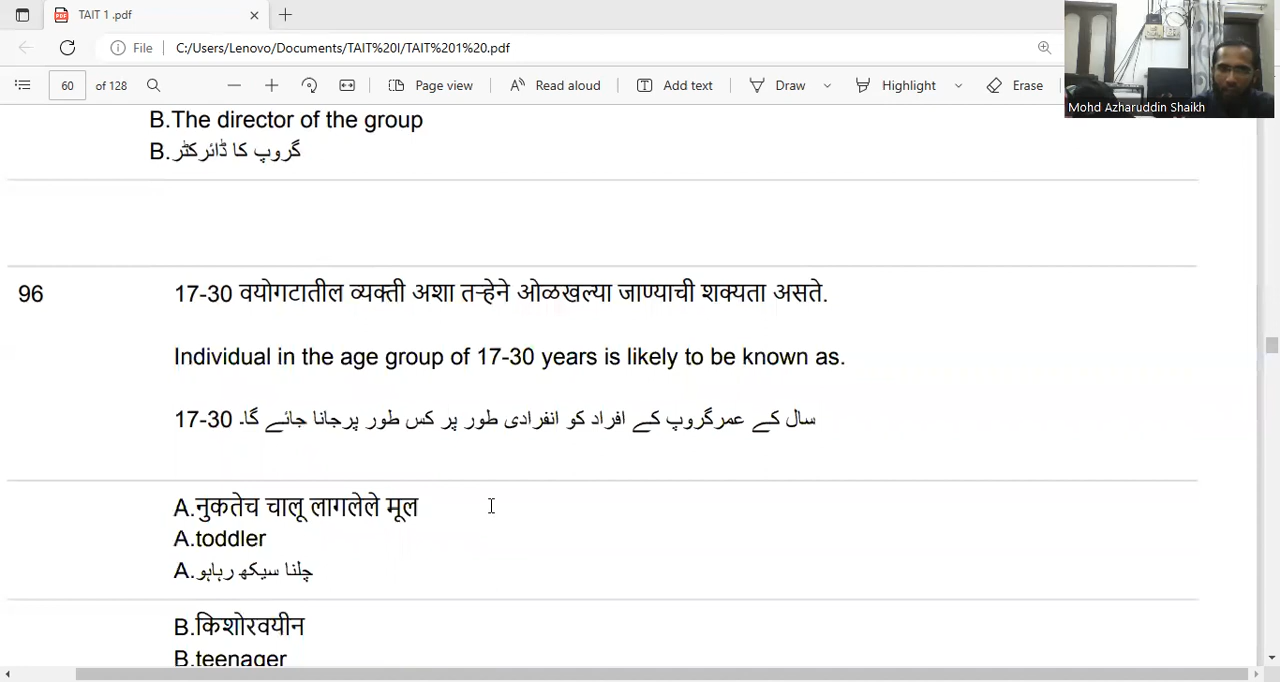 TAIT 1 .pdf
File
C:/Users/Lenovo/Documents/TAIT%20I/TAIT%201%20.pdf
60 of 128
Page view
Read aloud
Add text
Draw
Highlight
Erase
Mohd Azharuddin Shaikh
B.The director of the group
B.گروپ کا ڈائرکٹر
96
17-30 वयोगटातील व्यक्ती अशा तऱ्हेने ओळखल्या जाण्याची शक्यता असते.
Individual in the age group of 17-30 years is likely to be known as.
17-30 سال کے عمرگروپ کے افراد کو انفرادی طور پر کس طور پرجانا جائے گا۔
A.नुकतेच चालू लागलेले मूल
A.toddler
A.چلنا سیکھ رہاہو
B.किशोरवयीन
B.teenager